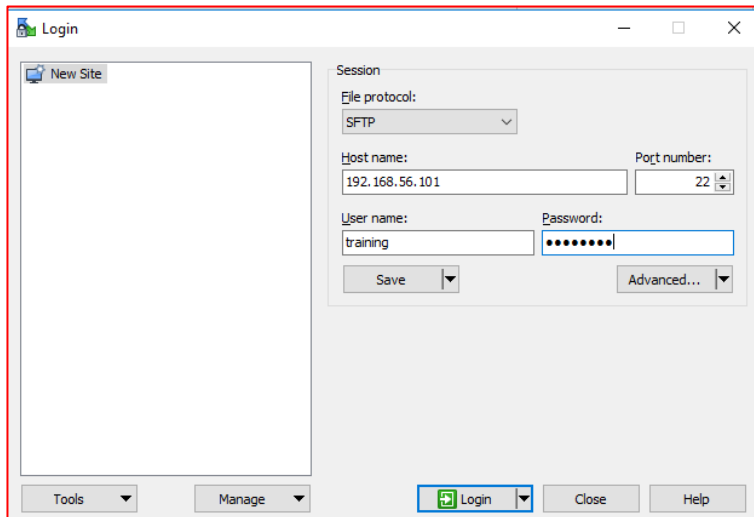 Login
New Site
Session
File protocol:
SFTP
Host name:
Port number:
192.168.56.101
22
User name:
Password:
training
••••••••
Save
Advanced...
Tools
Manage
Login
Close
Help